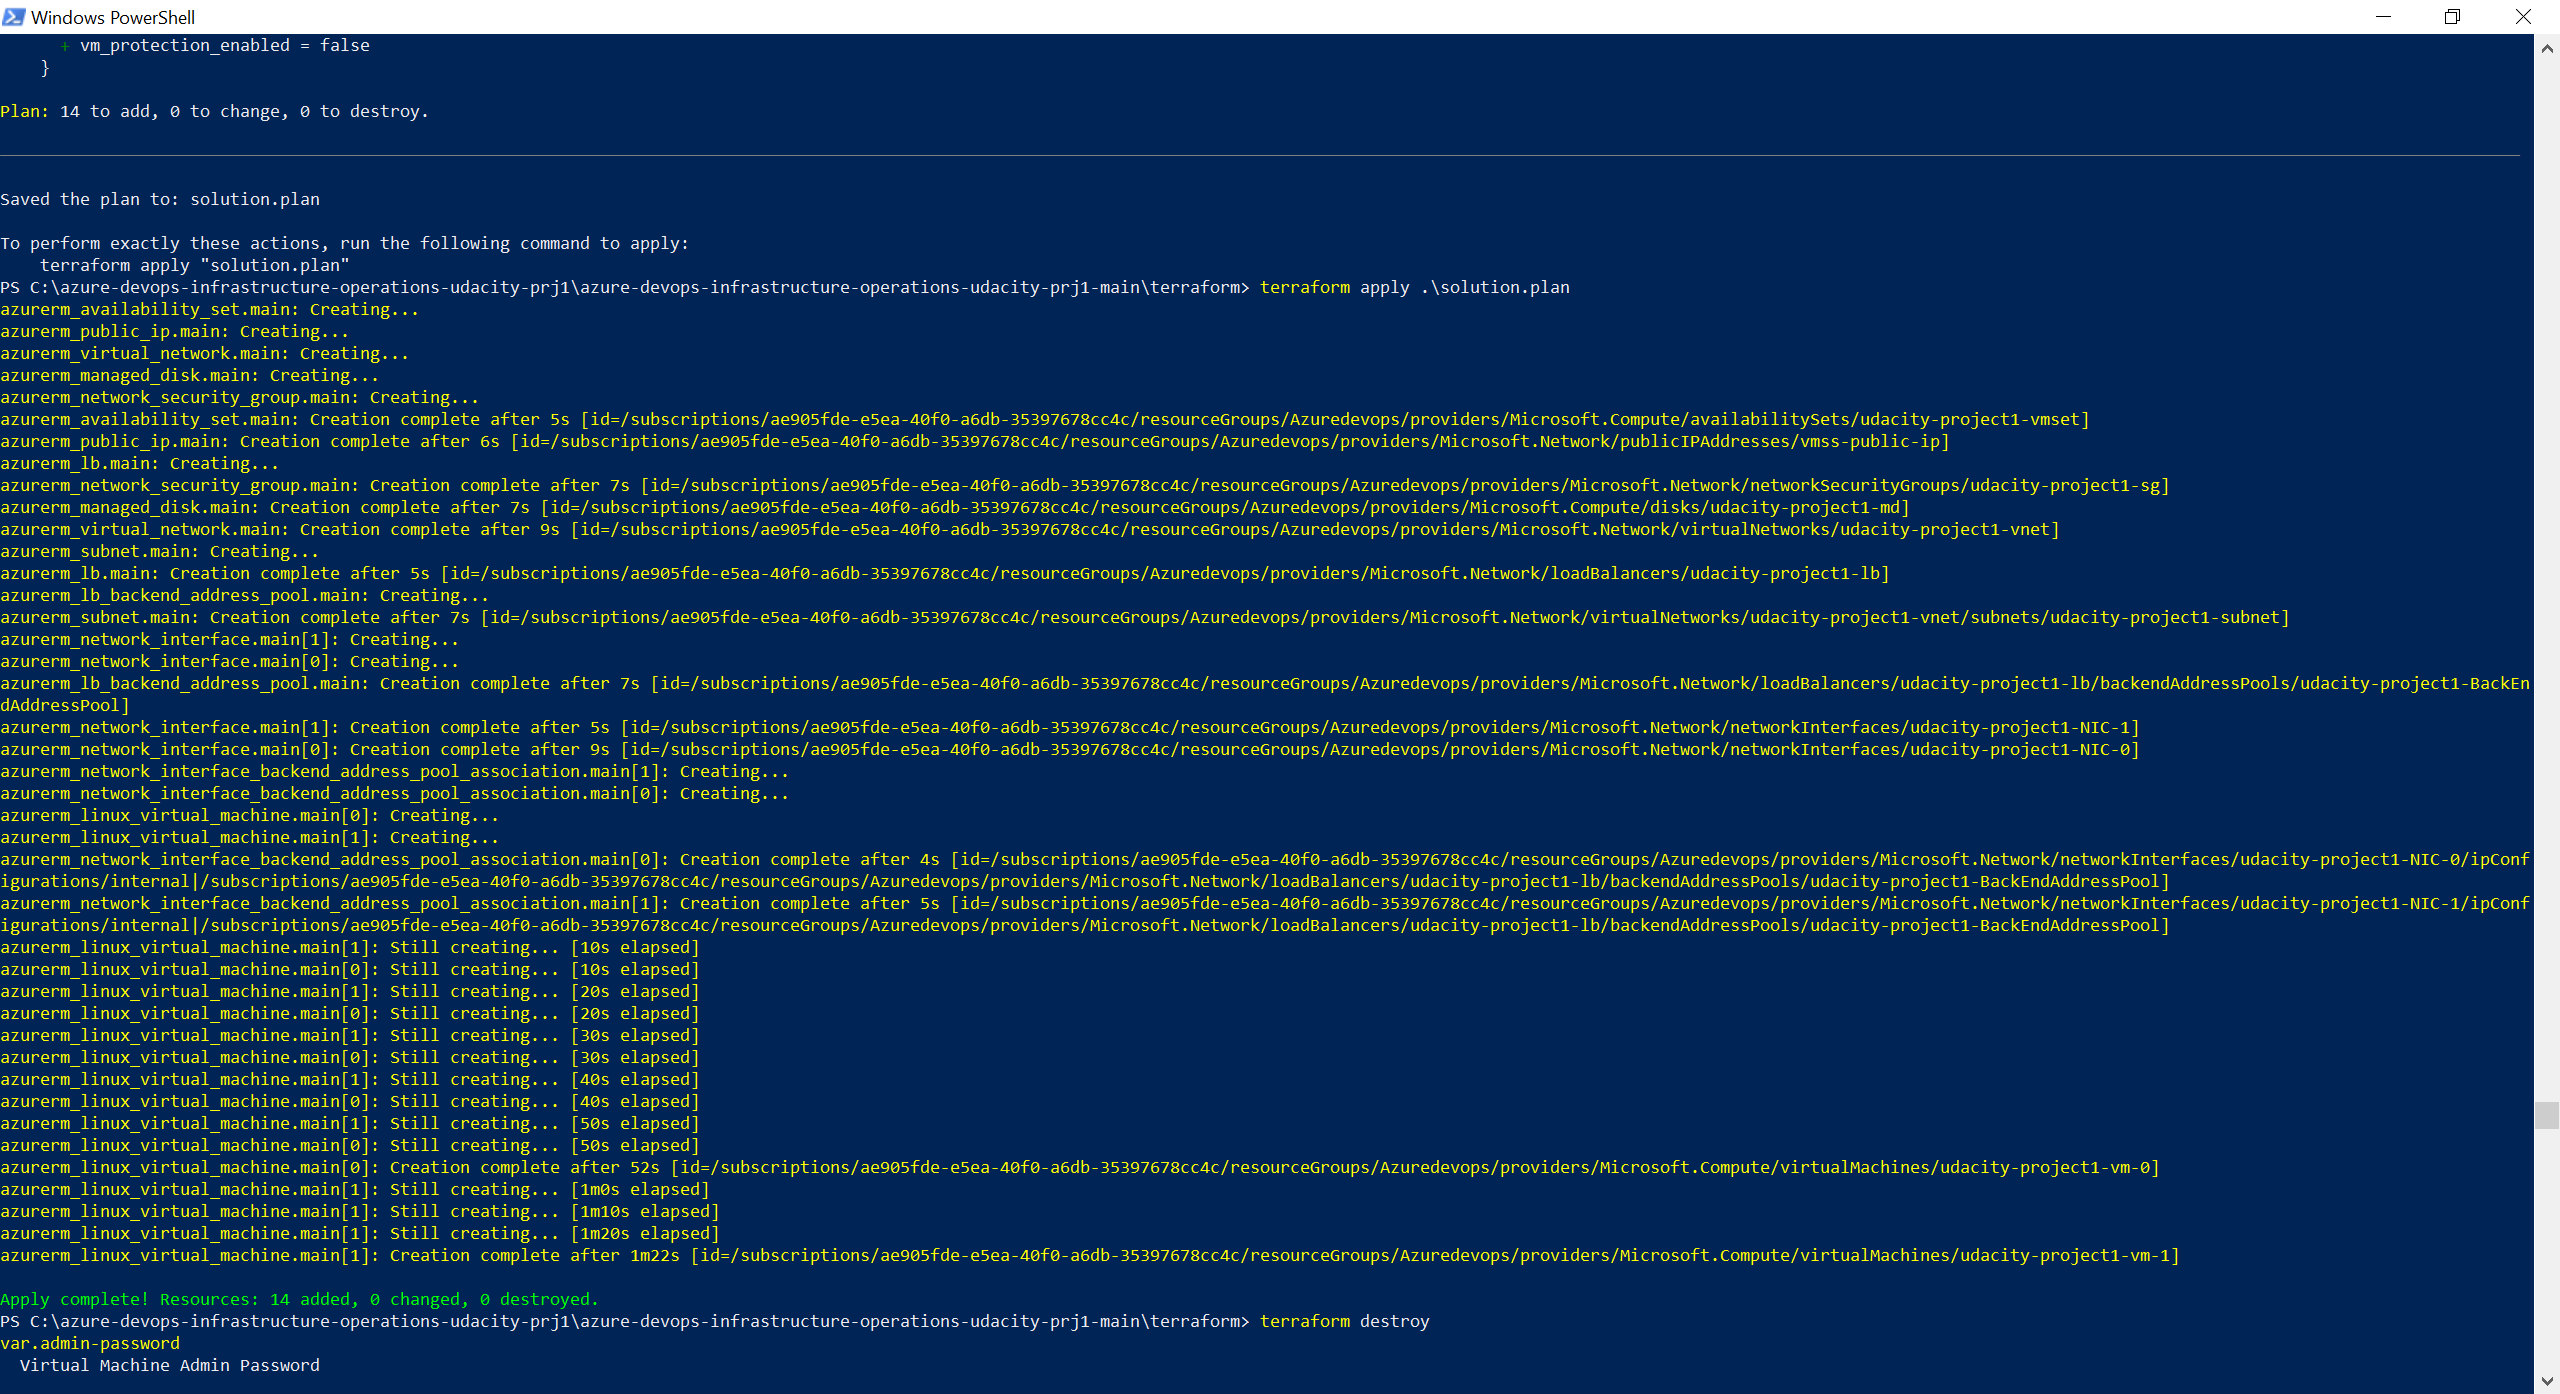 Windows PowerShell
      + vm_protection_enabled = false
    }
Plan: 14 to add, 0 to change, 0 to destroy.
Saved the plan to: solution.plan
To perform exactly these actions, run the following command to apply:
    terraform apply "solution.plan"
PS C:\azure-devops-infrastructure-operations-udacity-prj1\azure-devops-infrastructure-operations-udacity-prj1-main\terraform> terraform apply .\solution.plan
azurerm_availability_set.main: Creating...
azurerm_public_ip.main: Creating...
azurerm_virtual_network.main: Creating...
azurerm_managed_disk.main: Creating...
azurerm_network_security_group.main: Creating...
azurerm_availability_set.main: Creation complete after 5s [id=/subscriptions/ae905fde-e5ea-40f0-a6db-35397678cc4c/resourceGroups/Azuredevops/providers/Microsoft.Compute/availabilitySets/udacity-project1-vmset]
azurerm_public_ip.main: Creation complete after 6s [id=/subscriptions/ae905fde-e5ea-40f0-a6db-35397678cc4c/resourceGroups/Azuredevops/providers/Microsoft.Network/publicIPAddresses/vmss-public-ip]
azurerm_lb.main: Creating...
azurerm_network_security_group.main: Creation complete after 7s [id=/subscriptions/ae905fde-e5ea-40f0-a6db-35397678cc4c/resourceGroups/Azuredevops/providers/Microsoft.Network/networkSecurityGroups/udacity-project1-sg]
azurerm_managed_disk.main: Creation complete after 7s [id=/subscriptions/ae905fde-e5ea-40f0-a6db-35397678cc4c/resourceGroups/Azuredevops/providers/Microsoft.Compute/disks/udacity-project1-md]
azurerm_virtual_network.main: Creation complete after 9s [id=/subscriptions/ae905fde-e5ea-40f0-a6db-35397678cc4c/resourceGroups/Azuredevops/providers/Microsoft.Network/virtualNetworks/udacity-project1-vnet]
azurerm_subnet.main: Creating...
azurerm_lb.main: Creation complete after 5s [id=/subscriptions/ae905fde-e5ea-40f0-a6db-35397678cc4c/resourceGroups/Azuredevops/providers/Microsoft.Network/loadBalancers/udacity-project1-lb]
azurerm_lb_backend_address_pool.main: Creating...
azurerm_subnet.main: Creation complete after 7s [id=/subscriptions/ae905fde-e5ea-40f0-a6db-35397678cc4c/resourceGroups/Azuredevops/providers/Microsoft.Network/virtualNetworks/udacity-project1-vnet/subnets/udacity-project1-subnet]
azurerm_network_interface.main[1]: Creating...
azurerm_network_interface.main[0]: Creating...
azurerm_lb_backend_address_pool.main: Creation complete after 7s [id=/subscriptions/ae905fde-e5ea-40f0-a6db-35397678cc4c/resourceGroups/Azuredevops/providers/Microsoft.Network/loadBalancers/udacity-project1-lb/backendAddressPools/udacity-project1-BackEn
dAddressPool]
azurerm_network_interface.main[1]: Creation complete after 5s [id=/subscriptions/ae905fde-e5ea-40f0-a6db-35397678cc4c/resourceGroups/Azuredevops/providers/Microsoft.Network/networkInterfaces/udacity-project1-NIC-1]
azurerm_network_interface.main[0]: Creation complete after 9s [id=/subscriptions/ae905fde-e5ea-40f0-a6db-35397678cc4c/resourceGroups/Azuredevops/providers/Microsoft.Network/networkInterfaces/udacity-project1-NIC-0]
azurerm_network_interface_backend_address_pool_association.main[1]: Creating...
azurerm_network_interface_backend_address_pool_association.main[0]: Creating...
azurerm_linux_virtual_machine.main[0]: Creating...
azurerm_linux_virtual_machine.main[1]: Creating...
azurerm_network_interface_backend_address_pool_association.main[0]: Creation complete after 4s [id=/subscriptions/ae905fde-e5ea-40f0-a6db-35397678cc4c/resourceGroups/Azuredevops/providers/Microsoft.Network/networkInterfaces/udacity-project1-NIC-0/ipConf
igurations/internal|/subscriptions/ae905fde-e5ea-40f0-a6db-35397678cc4c/resourceGroups/Azuredevops/providers/Microsoft.Network/loadBalancers/udacity-project1-lb/backendAddressPools/udacity-project1-BackEndAddressPool]
azurerm_network_interface_backend_address_pool_association.main[1]: Creation complete after 5s [id=/subscriptions/ae905fde-e5ea-40f0-a6db-35397678cc4c/resourceGroups/Azuredevops/providers/Microsoft.Network/networkInterfaces/udacity-project1-NIC-1/ipConf
igurations/internal|/subscriptions/ae905fde-e5ea-40f0-a6db-35397678cc4c/resourceGroups/Azuredevops/providers/Microsoft.Network/loadBalancers/udacity-project1-lb/backendAddressPools/udacity-project1-BackEndAddressPool]
azurerm_linux_virtual_machine.main[1]: Still creating... [10s elapsed]
azurerm_linux_virtual_machine.main[0]: Still creating... [10s elapsed]
azurerm_linux_virtual_machine.main[1]: Still creating... [20s elapsed]
azurerm_linux_virtual_machine.main[0]: Still creating... [20s elapsed]
azurerm_linux_virtual_machine.main[1]: Still creating... [30s elapsed]
azurerm_linux_virtual_machine.main[0]: Still creating... [30s elapsed]
azurerm_linux_virtual_machine.main[1]: Still creating... [40s elapsed]
azurerm_linux_virtual_machine.main[0]: Still creating... [40s elapsed]
azurerm_linux_virtual_machine.main[1]: Still creating... [50s elapsed]
azurerm_linux_virtual_machine.main[0]: Still creating... [50s elapsed]
azurerm_linux_virtual_machine.main[0]: Creation complete after 52s [id=/subscriptions/ae905fde-e5ea-40f0-a6db-35397678cc4c/resourceGroups/Azuredevops/providers/Microsoft.Compute/virtualMachines/udacity-project1-vm-0]
azurerm_linux_virtual_machine.main[1]: Still creating... [1m0s elapsed]
azurerm_linux_virtual_machine.main[1]: Still creating... [1m10s elapsed]
azurerm_linux_virtual_machine.main[1]: Still creating... [1m20s elapsed]
azurerm_linux_virtual_machine.main[1]: Creation complete after 1m22s [id=/subscriptions/ae905fde-e5ea-40f0-a6db-35397678cc4c/resourceGroups/Azuredevops/providers/Microsoft.Compute/virtualMachines/udacity-project1-vm-1]
Apply complete! Resources: 14 added, 0 changed, 0 destroyed.
PS C:\azure-devops-infrastructure-operations-udacity-prj1\azure-devops-infrastructure-operations-udacity-prj1-main\terraform> terraform destroy
var.admin-password
  Virtual Machine Admin Password